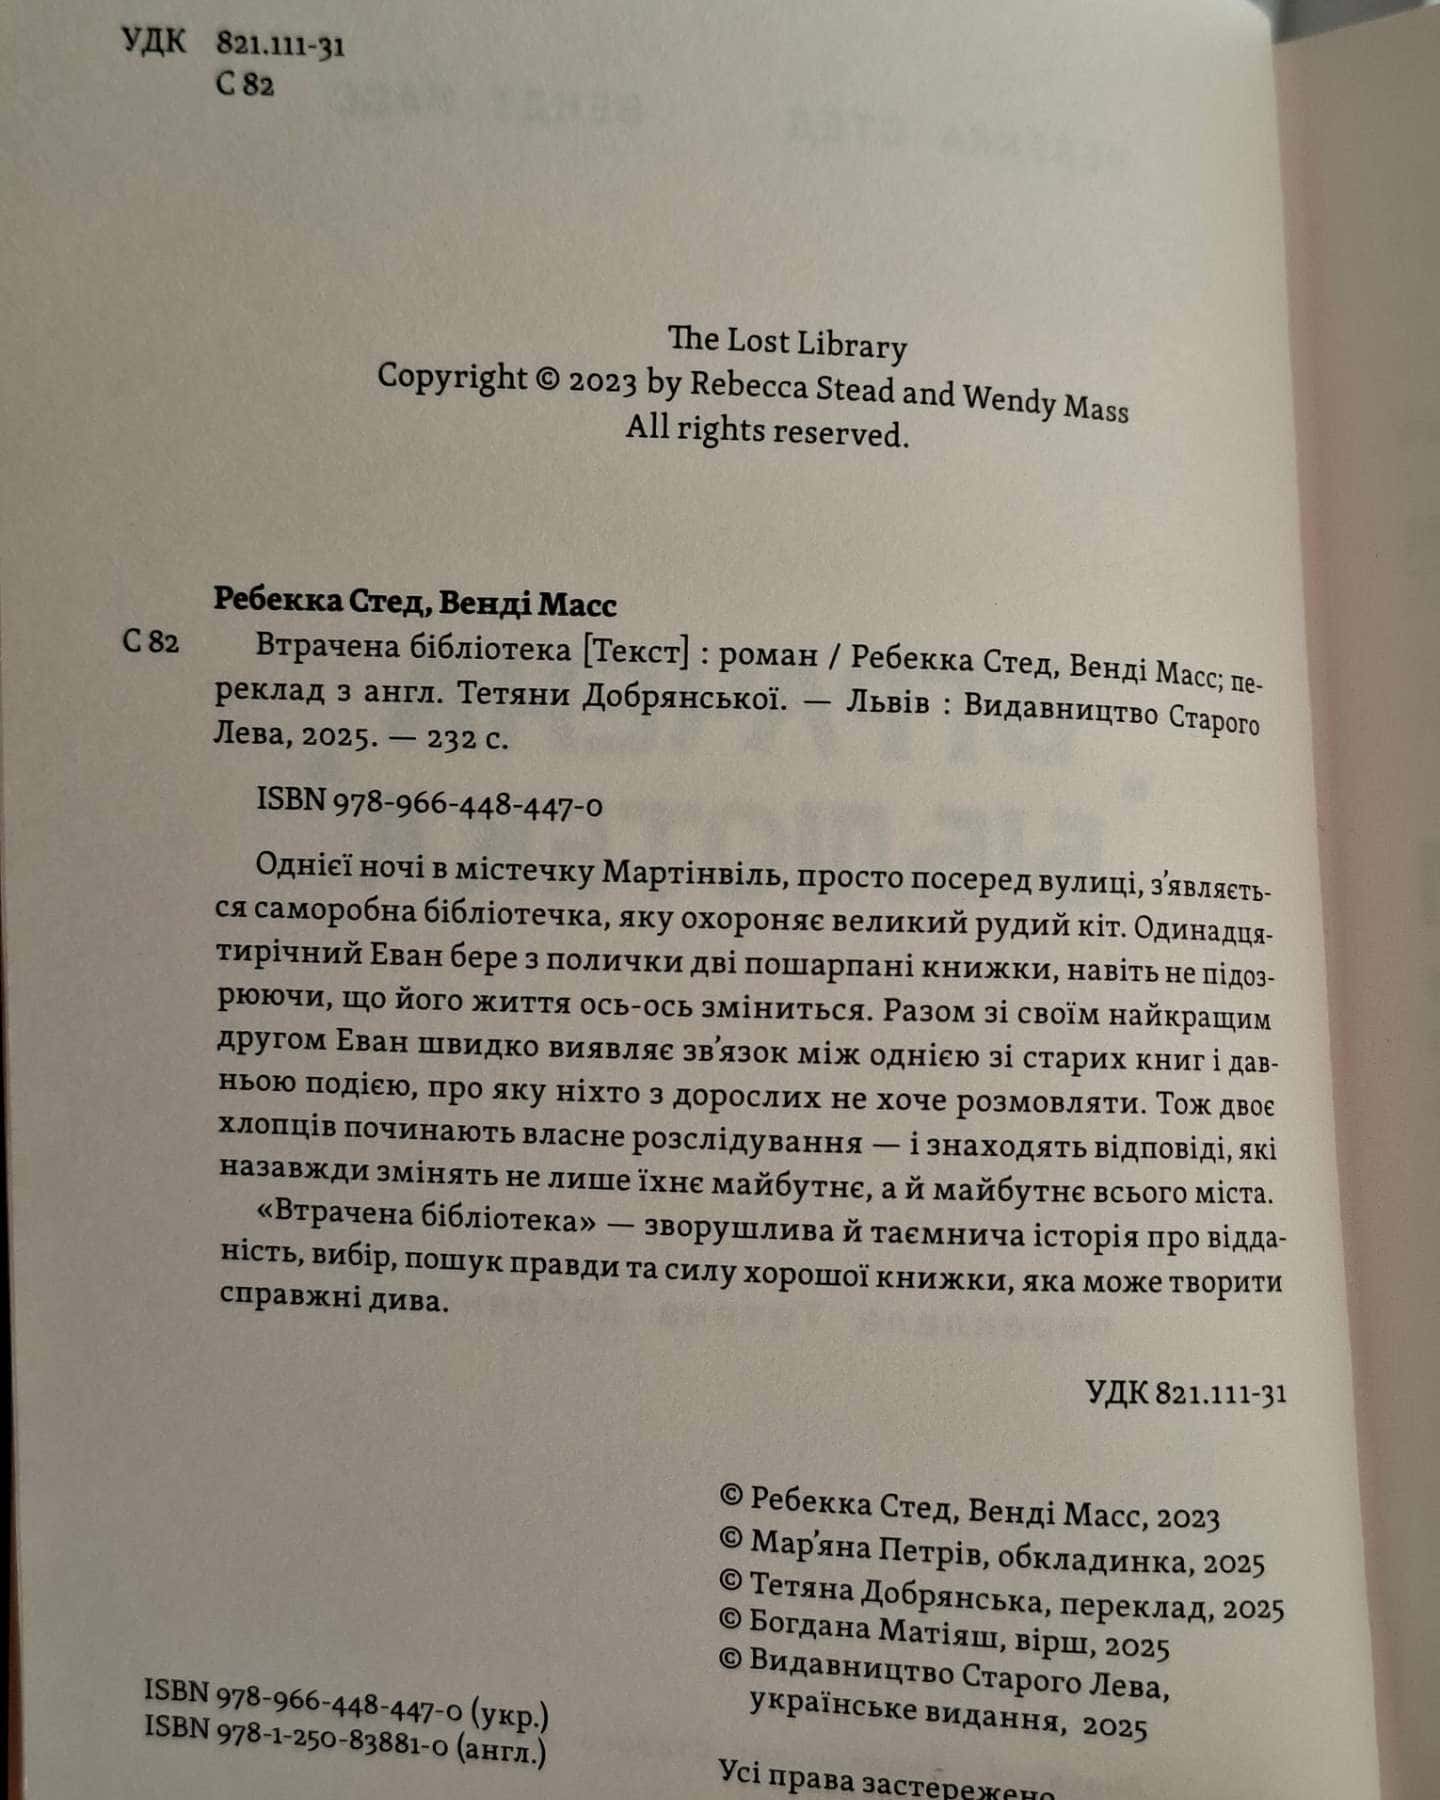 УДК 821.111-31
С 82
The Lost Library
Copyright © 2023 by Rebecca Stead and Wendy Mass
All rights reserved.
Ребекка Стед, Венді Масс
С 82 Втрачена бібліотека [Текст] : роман / Ребекка Стед, Венді Масс; пе-
реклад з англ. Тетяни Добрянської. — Львів : Видавництво Старого
Лева, 2025. — 232 с.
ISBN 978-966-448-447-0
Однієї ночі в містечку Мартінвіль, просто посеред вулиці, з’являєть-
ся саморобна бібліотечка, яку охороняє великий рудий кіт. Одинадця-
тирічний Еван бере з полички дві пошарпані книжки, навіть не підоз-
рюючи, що його життя ось-ось зміниться. Разом зі своїм найкращим
другом Еван швидко виявляє зв’язок між однією зі старих книг і дав-
ньою подією, про яку ніхто з дорослих не хоче розмовляти. Тож двоє
хлопців починають власне розслідування — і знаходять відповіді, які
назавжди змінять не лише їхнє майбутнє, а й майбутнє всього міста.
«Втрачена бібліотека» — зворушлива й таємнича історія про відда-
ність, вибір, пошук правди та силу хорошої книжки, яка може творити
справжні дива.
УДК 821.111-31
© Ребекка Стед, Венді Масс, 2023
© Мар’яна Петрів, обкладинка, 2025
© Тетяна Добрянська, переклад, 2025
© Богдана Матіяш, вірш, 2025
© Видавництво Старого Лева,
українське видання, 2025
ISBN 978-966-448-447-0 (укр.)
ISBN 978-1-250-83881-0 (англ.)
Усі права застережено